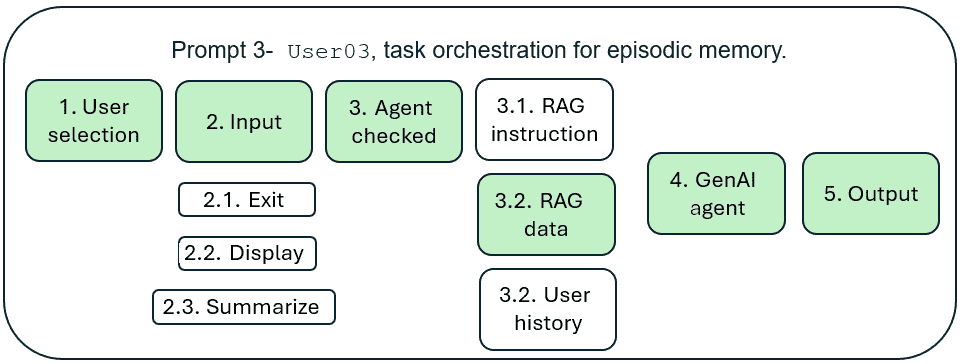 Prompt 3- User03, task orchestration for episodic memory.
1. User
selection
2. Input
3. Agent
checked
3.1. RAG
instruction
2.1. Exit
2.2. Display
2.3. Summarize
3.2. RAG
data
3.2. User
history
4. GenAI
agent
5. Output